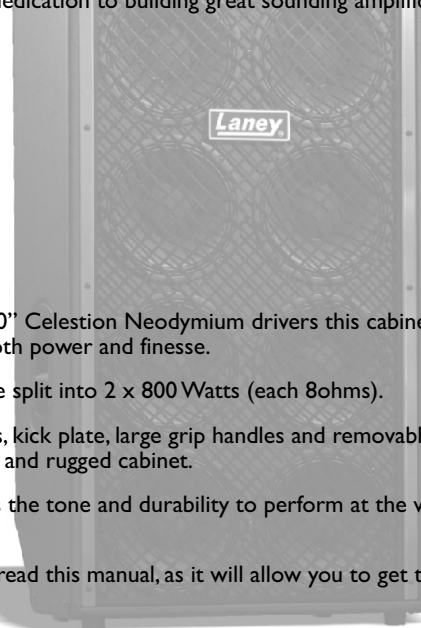 edication to building great sounding amplific
Laney
0” Celestion Neodymium drivers this cabine
oth power and finesse.
e split into 2 x 800 Watts (each 8ohms).
s, kick plate, large grip handles and removabl
and rugged cabinet.
s the tone and durability to perform at the v
read this manual, as it will allow you to get t